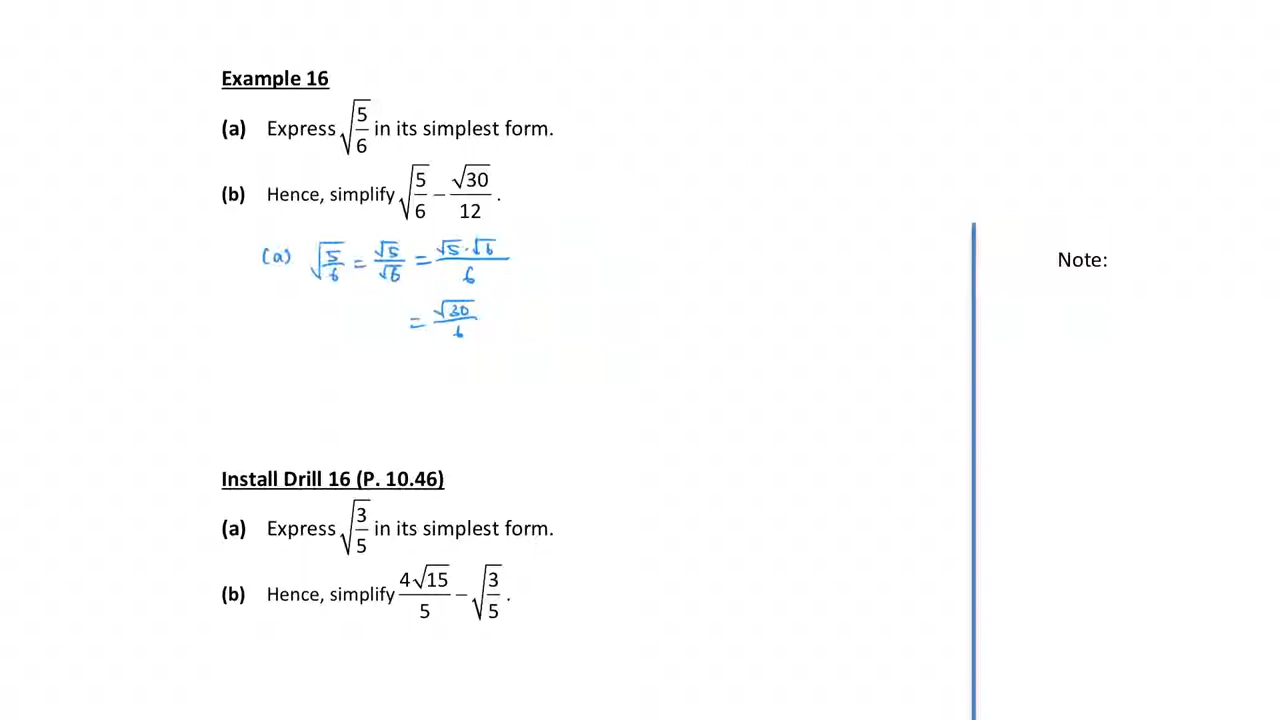 Example 16
(a) Express √(5/6) in its simplest form.
(b) Hence, simplify √(5/6) − √30/12 .
(a) √(5/6) = √5/√6 = √5·√6/6
= √30/6
Note:
Install Drill 16 (P. 10.46)
(a) Express √(3/5) in its simplest form.
(b) Hence, simplify 4√15/5 − √(3/5) .